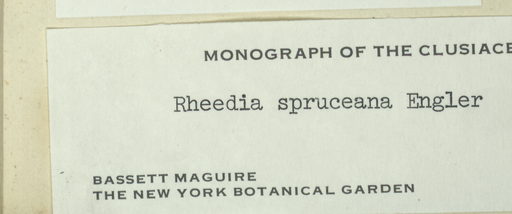 MONOGRAPH OF THE CLUSIACE
Rheedia spruceana Engler
BASSETT MAGUIRE
THE NEW YORK BOTANICAL GARDEN